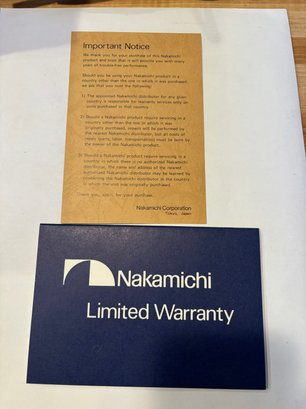 Important Notice
We thank you for your purchase of this Nakamichi
product and trust that it will provide you with many
years of trouble-free performance.
Should you be using your Nakamichi product in a
country other than the one in which it was purchased,
we ask that you note the following:
1) The appointed Nakamichi distributor for any given
country is responsible for warranty services only on
units purchased in that country.
2) Should a Nakamichi product require servicing in a
country other than the one in which it was
originally purchased, repairs will be performed by
the nearest Nakamichi distributor, but all costs of
repair (parts, labor, transportation) must be borne by
the owner of the Nakamichi product.
3) Should a Nakamichi product require servicing in a
country in which there is no authorized Nakamichi
distributor, the name and address of the nearest
authorized Nakamichi distributor may be learned by
contacting the Nakamichi distributor in the country
in which the unit was originally purchased.
Thank you, again, for your purchase.
Nakamichi Corporation
Tokyo, Japan
Nakamichi
Limited Warranty